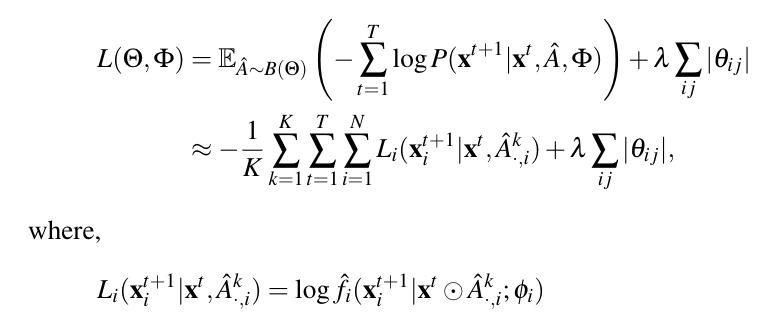 L(Θ,Φ) = 𝔼_{Â∼B(Θ)} ( −∑_{t=1}^{T} log P(𝐱^{t+1}|𝐱^t, Â, Φ) ) + λ ∑_{ij} |θ_{ij}|
≈ −\frac{1}{K} ∑_{k=1}^{K} ∑_{t=1}^{T} ∑_{i=1}^{N} L_i(𝐱_i^{t+1}|𝐱^t, Â^k_{·,i}) + λ ∑_{ij} |θ_{ij}|,
where,
L_i(𝐱_i^{t+1}|𝐱^t, Â^k_{·,i}) = log f̂_i(𝐱_i^{t+1}|𝐱^t ⊙ Â^k_{·,i}; ϕ_i)